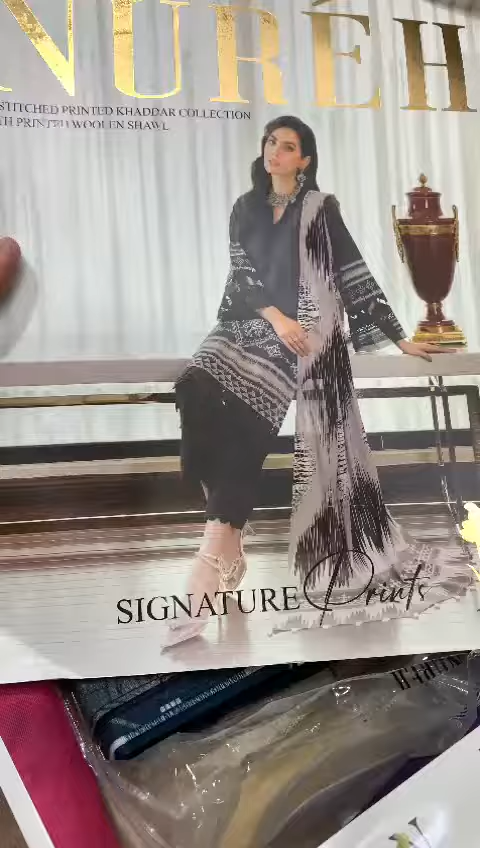 NURÉH
STITCHED PRINTED KHADDAR COLLECTION
PRINTED WOOLEN SHAWL
SIGNATURE Prints